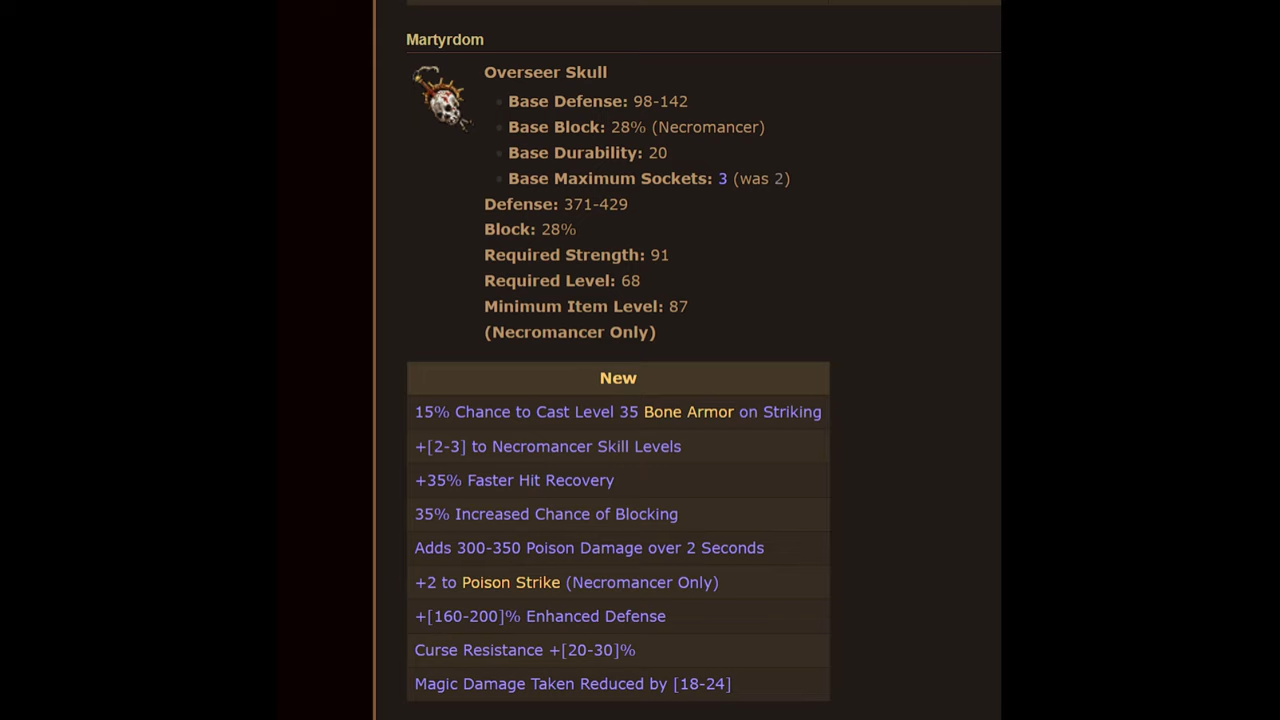 Martyrdom
Overseer Skull
Base Defense: 98-142
Base Block: 28% (Necromancer)
Base Durability: 20
Base Maximum Sockets: 3 (was 2)
Defense: 371-429
Block: 28%
Required Strength: 91
Required Level: 68
Minimum Item Level: 87
(Necromancer Only)
New
15% Chance to Cast Level 35 Bone Armor on Striking
+[2-3] to Necromancer Skill Levels
+35% Faster Hit Recovery
35% Increased Chance of Blocking
Adds 300-350 Poison Damage over 2 Seconds
+2 to Poison Strike (Necromancer Only)
+[160-200]% Enhanced Defense
Curse Resistance +[20-30]%
Magic Damage Taken Reduced by [18-24]